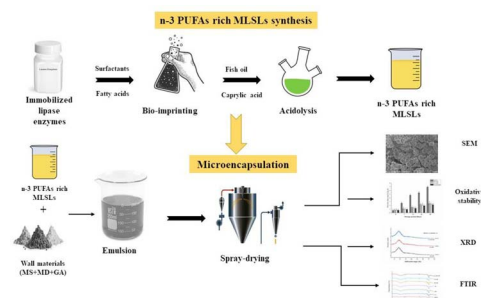 n-3 PUFAs rich MLSLs synthesis
Surfactants
Fatty acids
Fish oil
Caprylic acid
Immobilized
lipase
enzymes
Bio-imprinting
Acidolysis
n-3 PUFAs rich
MLSLs
Microencapsulation
n-3 PUFAs rich
MLSLs
+
Wall materials
(MS+MD+GA)
Emulsion
Spray-drying
SEM
Oxidativ
stability
XRD
FTIR